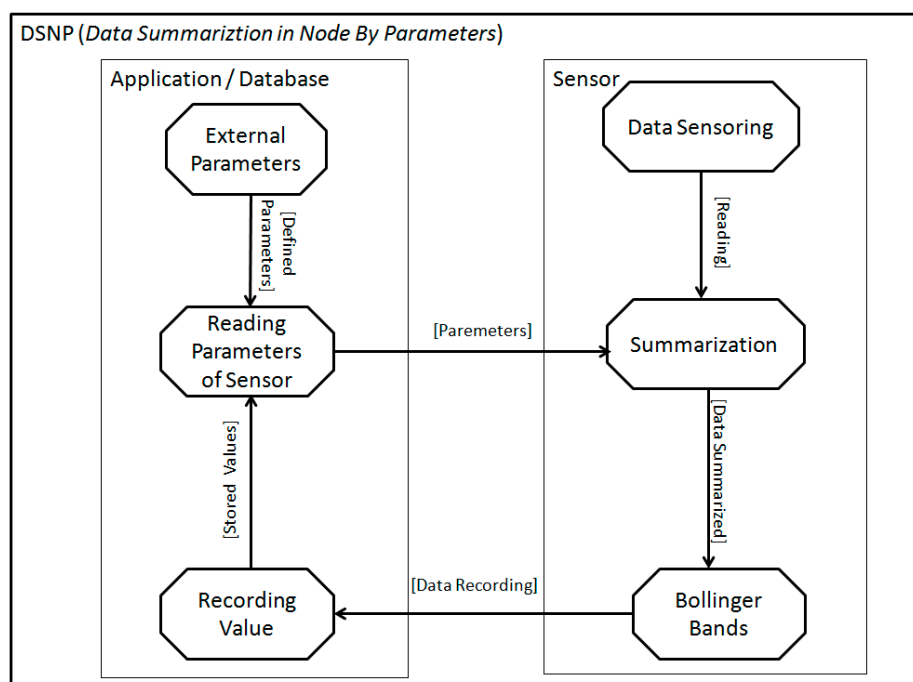 DSNP (Data Summariztion in Node By Parameters)
Application / Database
Sensor
External
Parameters
Data Sensoring
[Defined
Parameters]
[Reading]
Reading
Parameters
of Sensor
[Paremeters]
Summarization
[Stored Values]
[Data Summarized]
Recording
Value
[Data Recording]
Bollinger
Bands